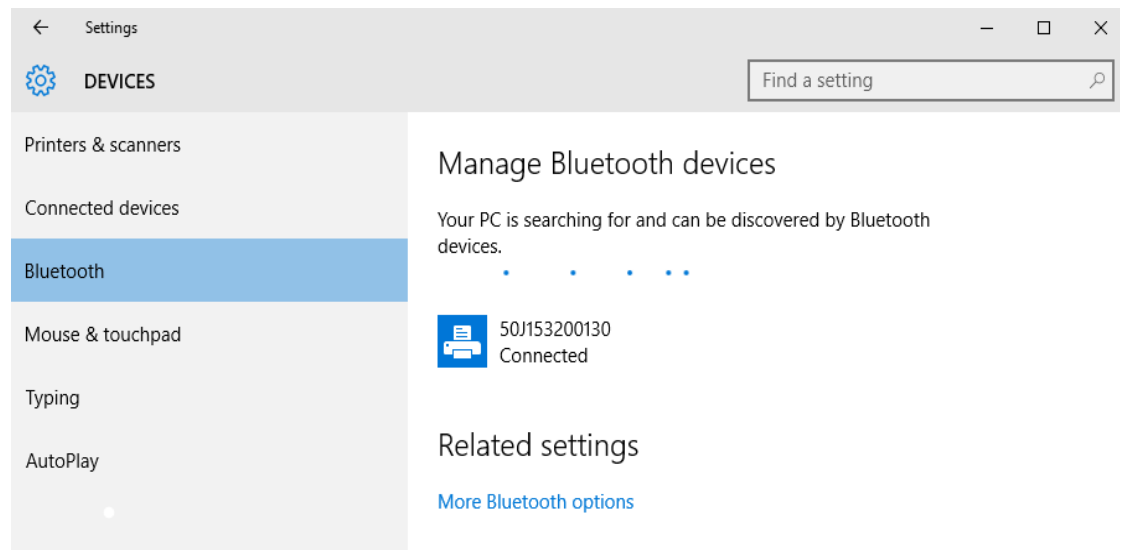 Settings
DEVICES
Find a setting
Printers & scanners
Connected devices
Bluetooth
Mouse & touchpad
Typing
AutoPlay
Manage Bluetooth devices
Your PC is searching for and can be discovered by Bluetooth
devices.
50J153200130
Connected
Related settings
More Bluetooth options